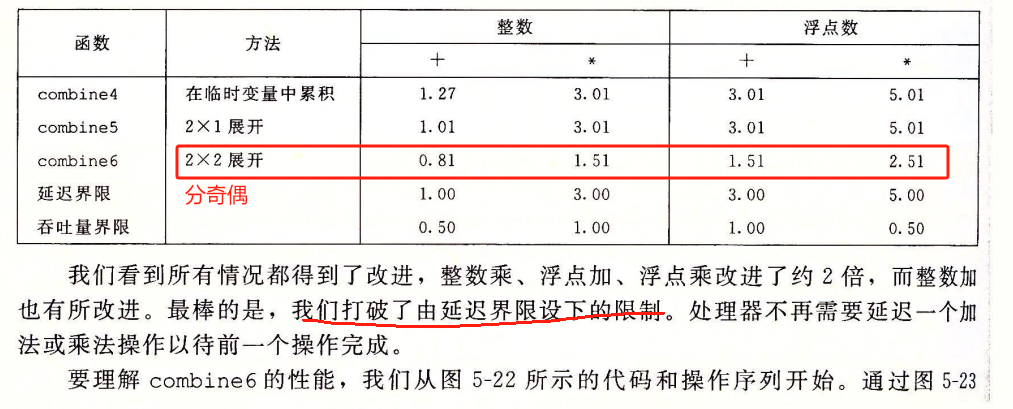 函数 方法 整数 浮点数
+ * + *
combine4 在临时变量中累积 1.27 3.01 3.01 5.01
combine5 2×1展开 1.01 3.01 3.01 5.01
combine6 2×2展开 0.81 1.51 1.51 2.51
延迟界限 分奇偶 1.00 3.00 3.00 5.00
吞吐量界限 0.50 1.00 1.00 0.50
我们看到所有情况都得到了改进，整数乘、浮点加、浮点乘改进了约2倍，而整数加
也有所改进。最棒的是，我们打破了由延迟界限设下的限制。处理器不再需要延迟一个加
法或乘法操作以待前一个操作完成。
要理解combine6的性能，我们从图5-22所示的代码和操作序列开始。通过图5-23